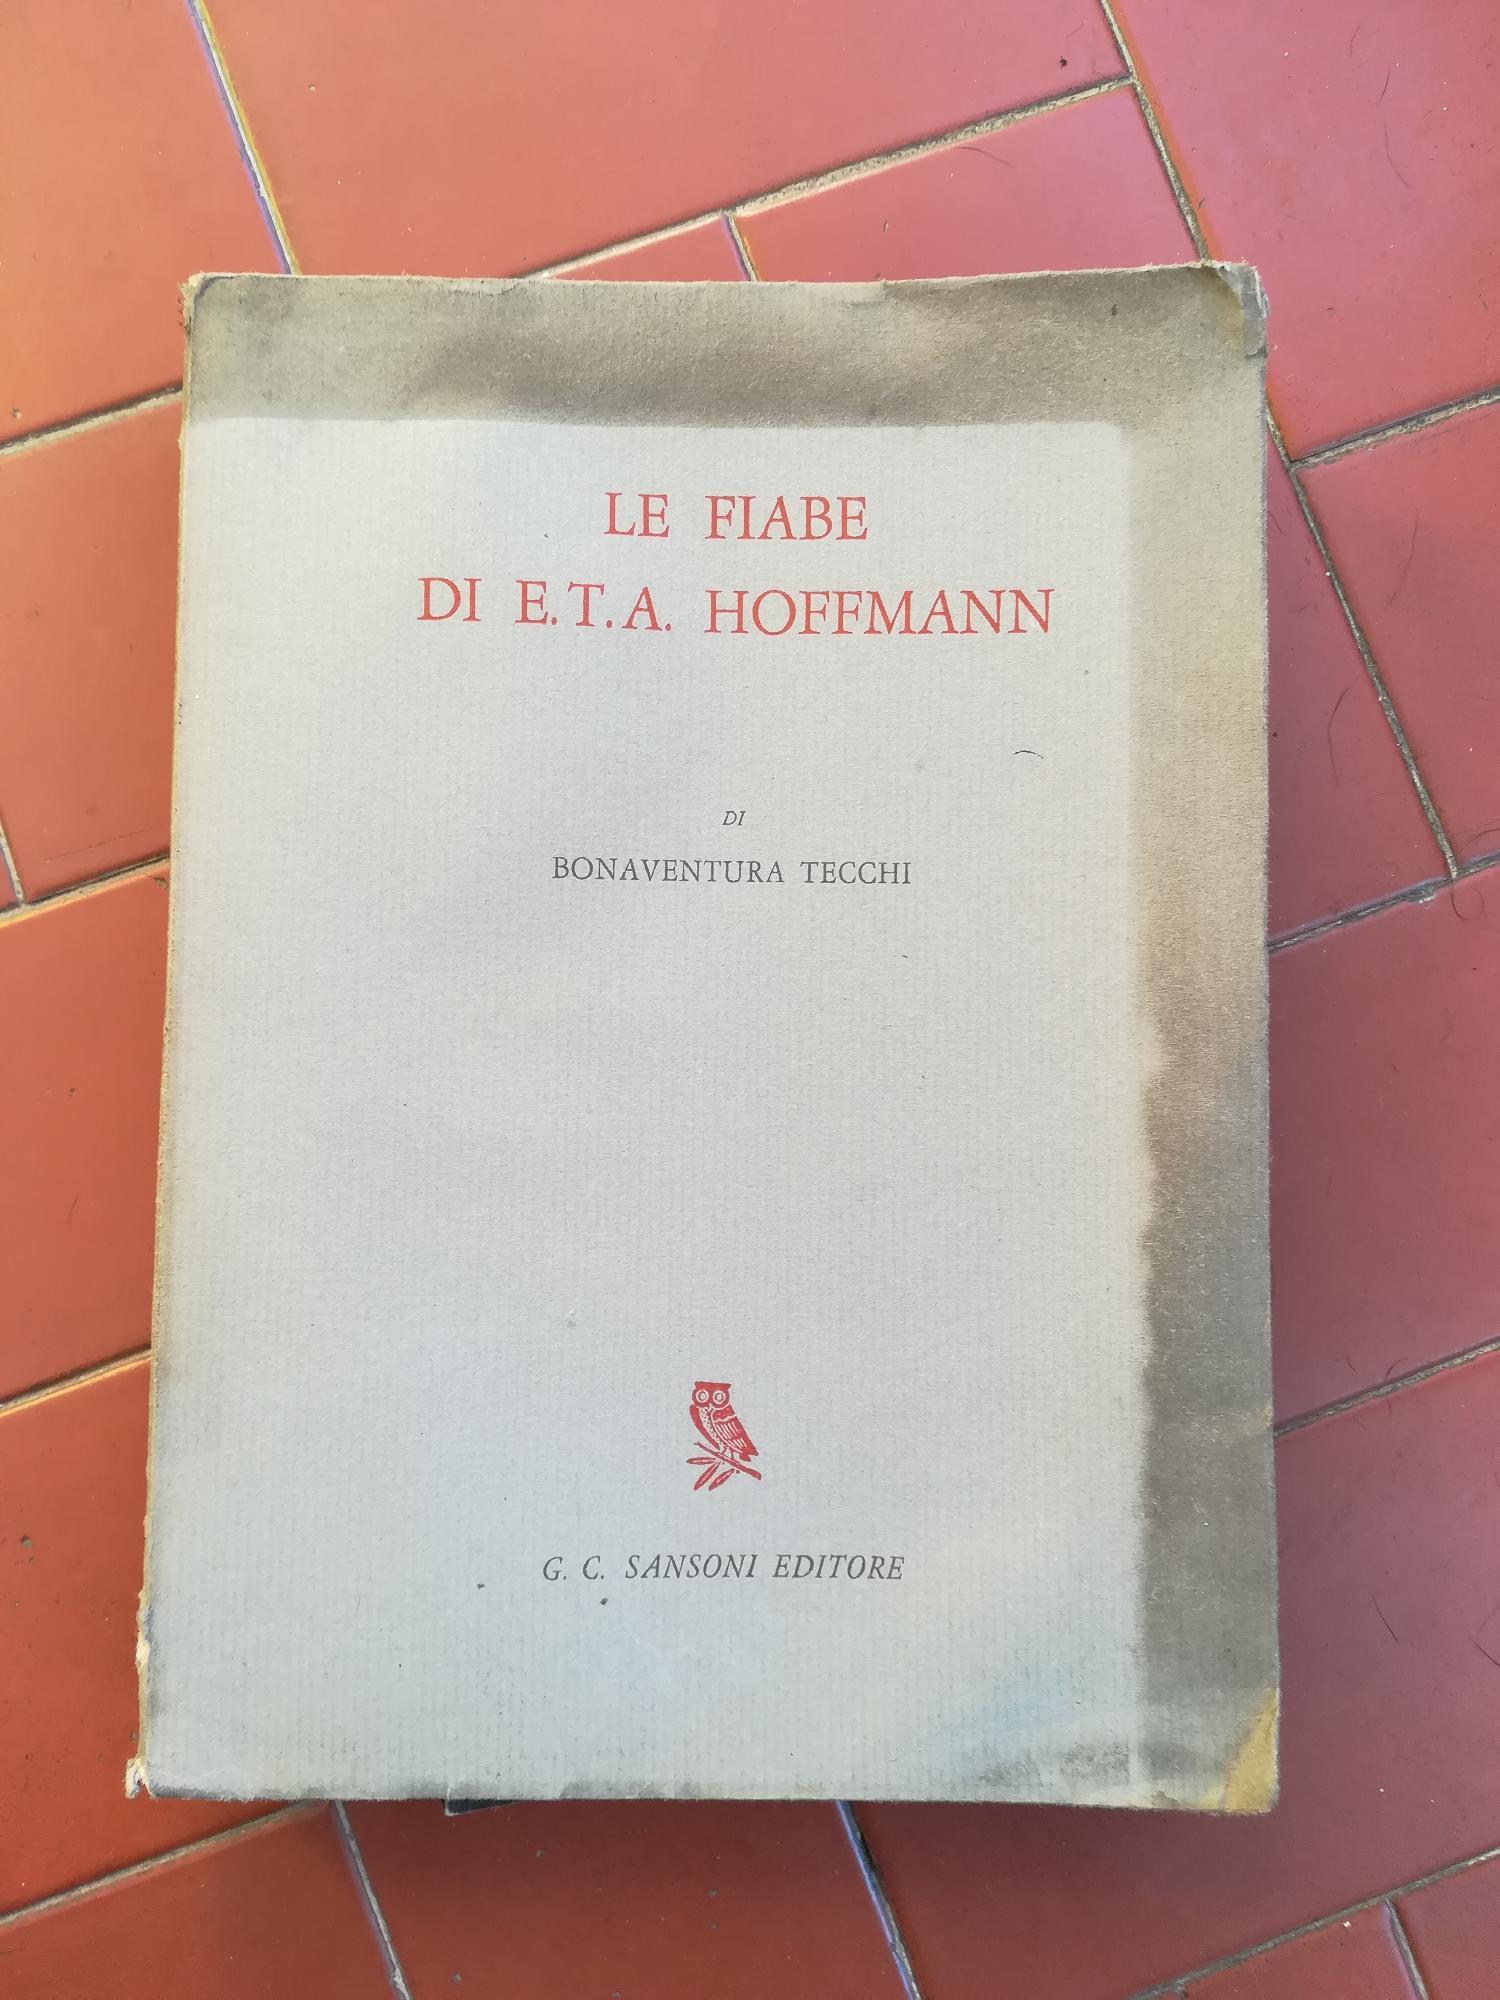 LE FIABE
DI E.T.A. HOFFMANN
DI
BONAVENTURA TECCHI
G. C. SANSONI EDITORE